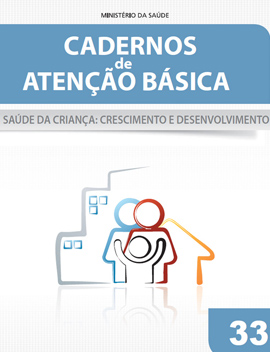 MINISTÉRIO DA SAÚDE
CADERNOS
de
ATENÇÃO BÁSICA
SAÚDE DA CRIANÇA: CRESCIMENTO E DESENVOLVIMENTO
33